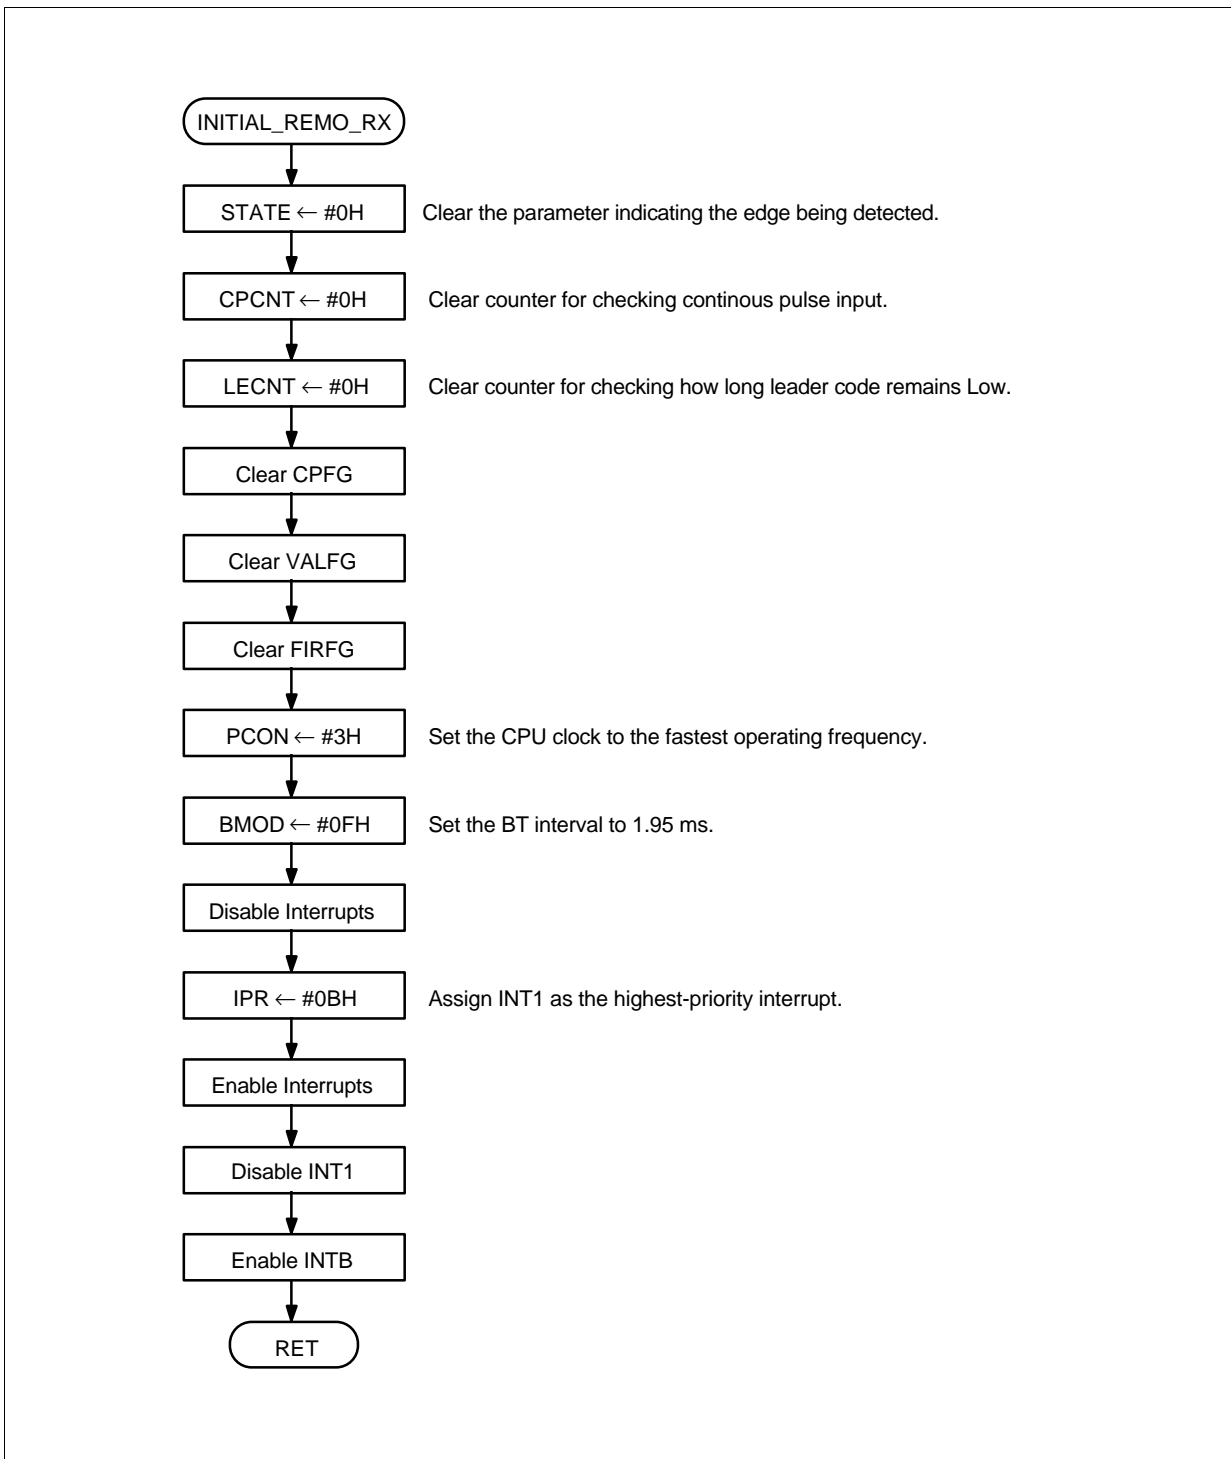 INITIAL_REMO_RX
STATE ← #0H Clear the parameter indicating the edge being detected.
CPCNT ← #0H Clear counter for checking continous pulse input.
LECNT ← #0H Clear counter for checking how long leader code remains Low.
Clear CPFG
Clear VALFG
Clear FIRFG
PCON ← #3H Set the CPU clock to the fastest operating frequency.
BMOD ← #0FH Set the BT interval to 1.95 ms.
Disable Interrupts
IPR ← #0BH Assign INT1 as the highest-priority interrupt.
Enable Interrupts
Disable INT1
Enable INTB
RET